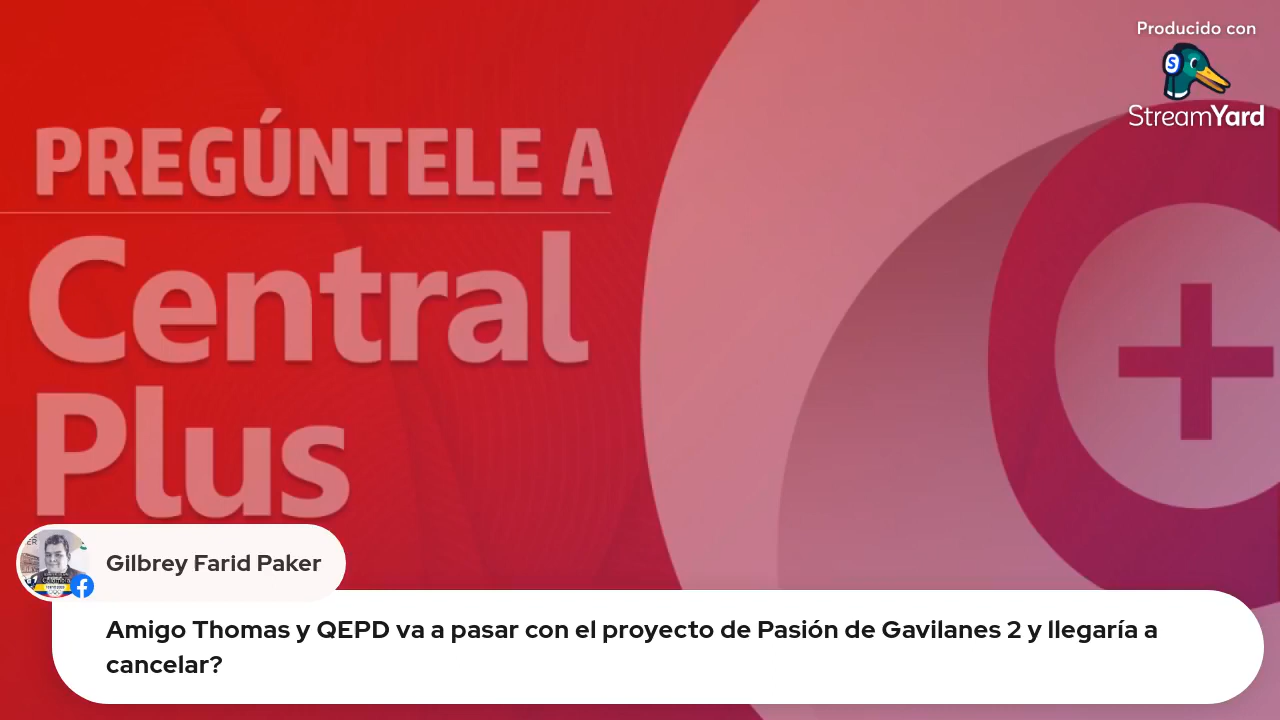 Producido con
StreamYard
PREGÚNTELE A
Central
Plus
Gilbrey Farid Paker
Amigo Thomas y QEPD va a pasar con el proyecto de Pasión de Gavilanes 2 y llegaría a
cancelar?